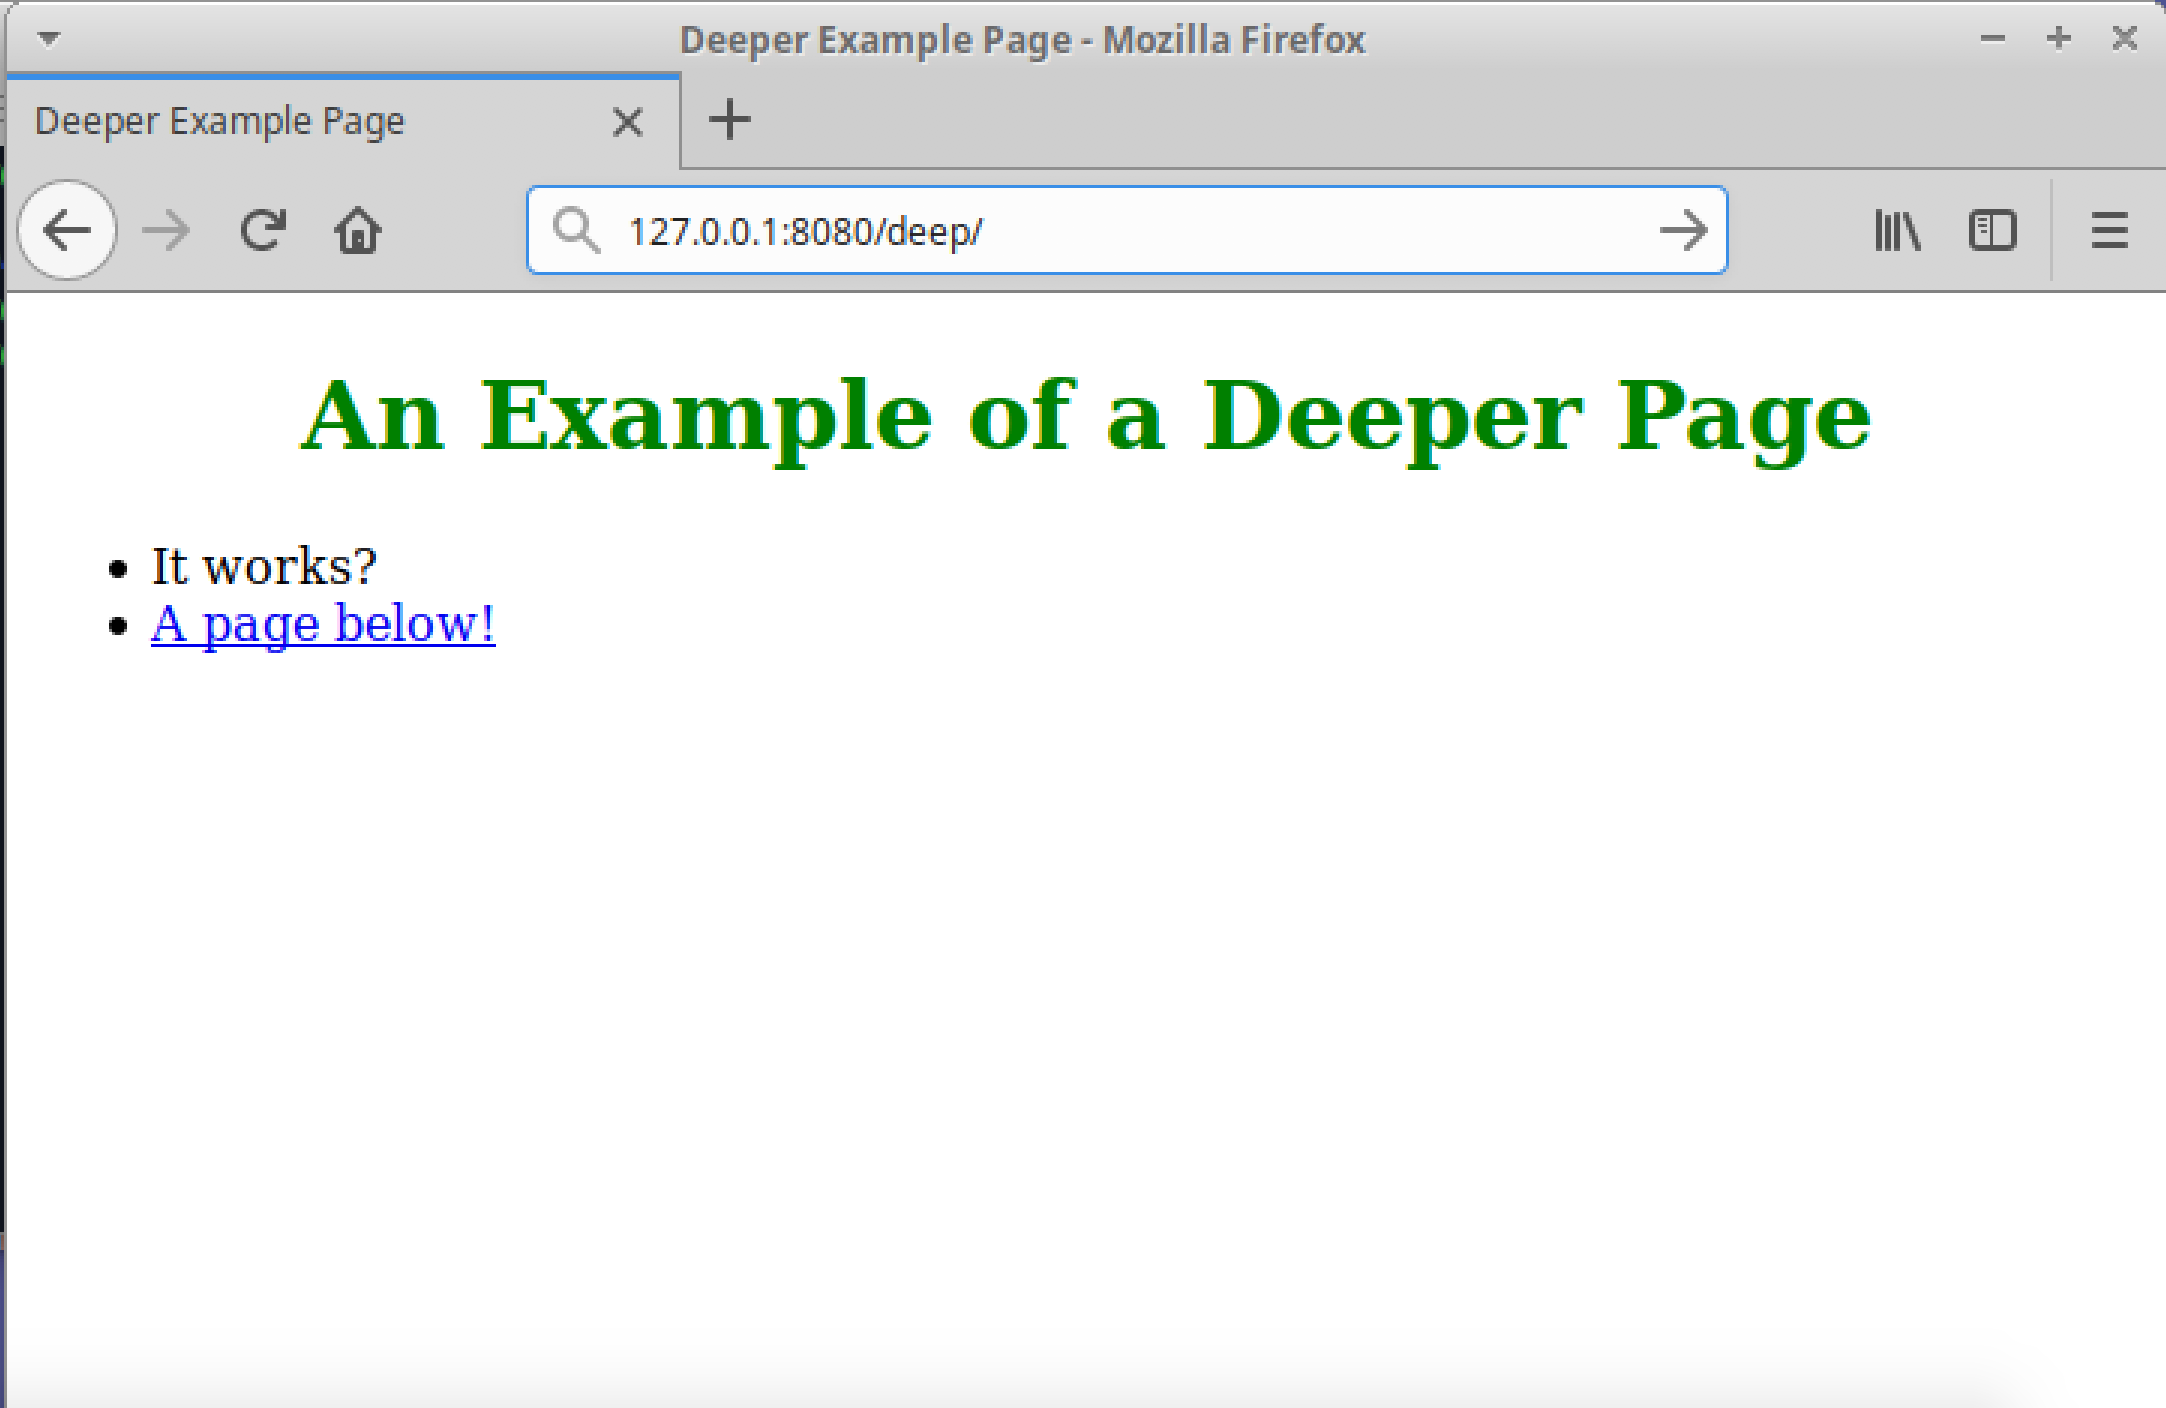 Deeper Example Page - Mozilla Firefox
Deeper Example Page
127.0.0.1:8080/deep/
An Example of a Deeper Page
It works?
A page below!